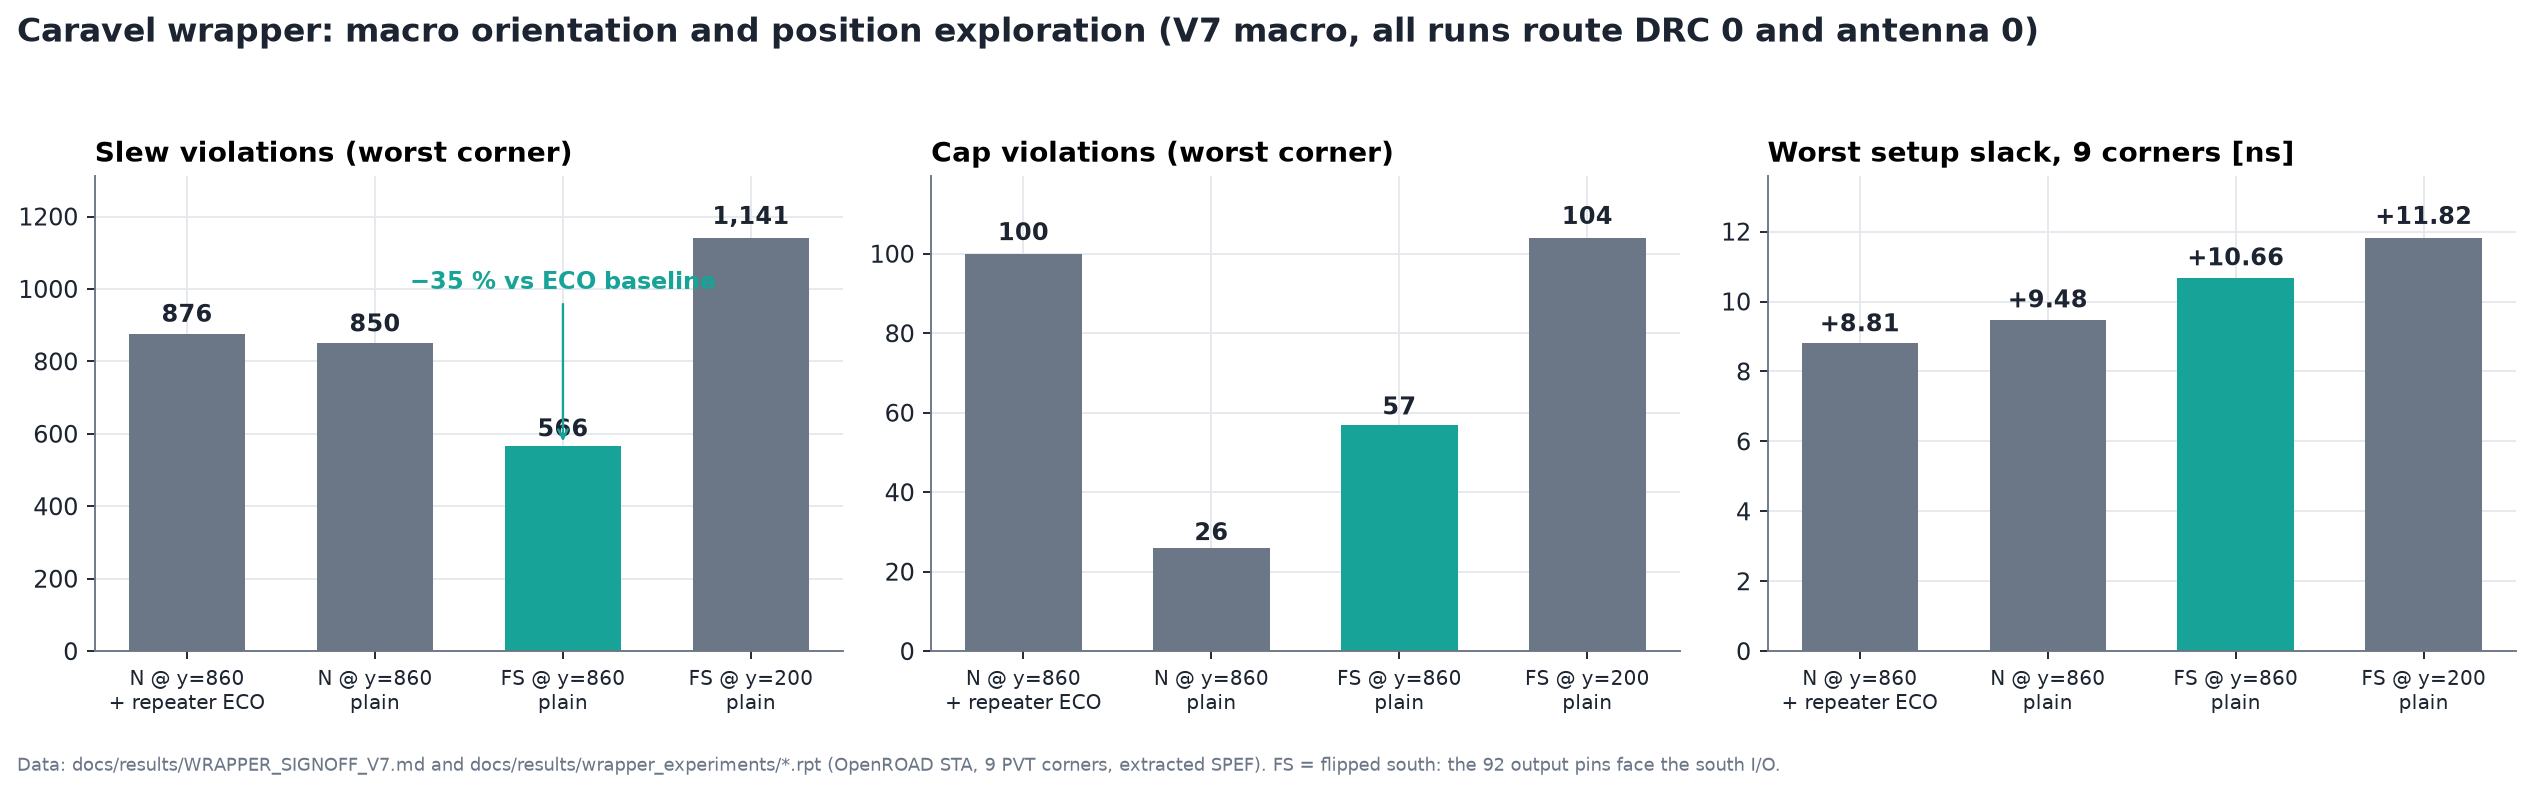 Caravel wrapper: macro orientation and position exploration (V7 macro, all runs route DRC 0 and antenna 0)
Slew violations (worst corner)
1200
1000
800
600
400
200
0
876
850
566
1,141
−35 % vs ECO baseline
N @ y=860
+ repeater ECO
N @ y=860
plain
FS @ y=860
plain
FS @ y=200
plain
Cap violations (worst corner)
100
80
60
40
20
0
100
26
57
104
N @ y=860
+ repeater ECO
N @ y=860
plain
FS @ y=860
plain
FS @ y=200
plain
Worst setup slack, 9 corners [ns]
12
10
8
6
4
2
0
+8.81
+9.48
+10.66
+11.82
N @ y=860
+ repeater ECO
N @ y=860
plain
FS @ y=860
plain
FS @ y=200
plain
Data: docs/results/WRAPPER_SIGNOFF_V7.md and docs/results/wrapper_experiments/*.rpt (OpenROAD STA, 9 PVT corners, extracted SPEF). FS = flipped south: the 92 output pins face the south I/O.